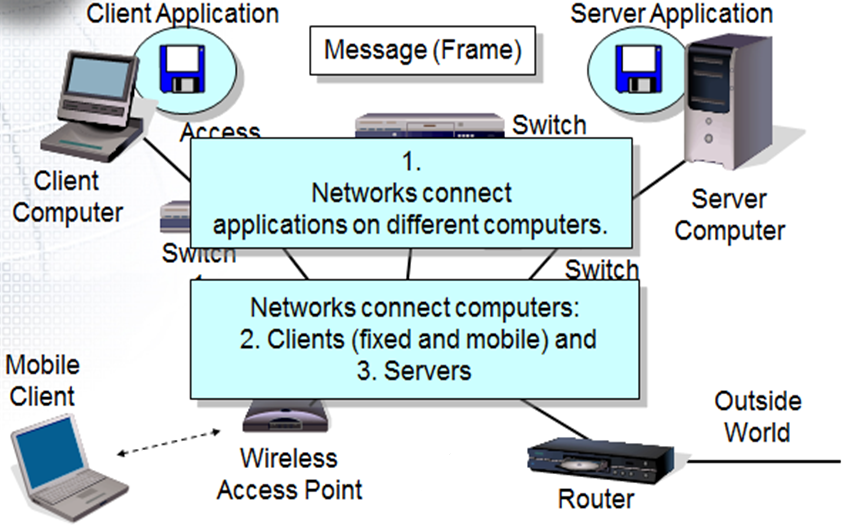 Client Application
Server Application
Message (Frame)
Access
Switch
1.
Networks connect
applications on different computers.
Client
Computer
Server
Computer
Switch
Switch
Networks connect computers:
2. Clients (fixed and mobile) and
3. Servers
Mobile
Client
Outside
World
Wireless
Access Point
Router